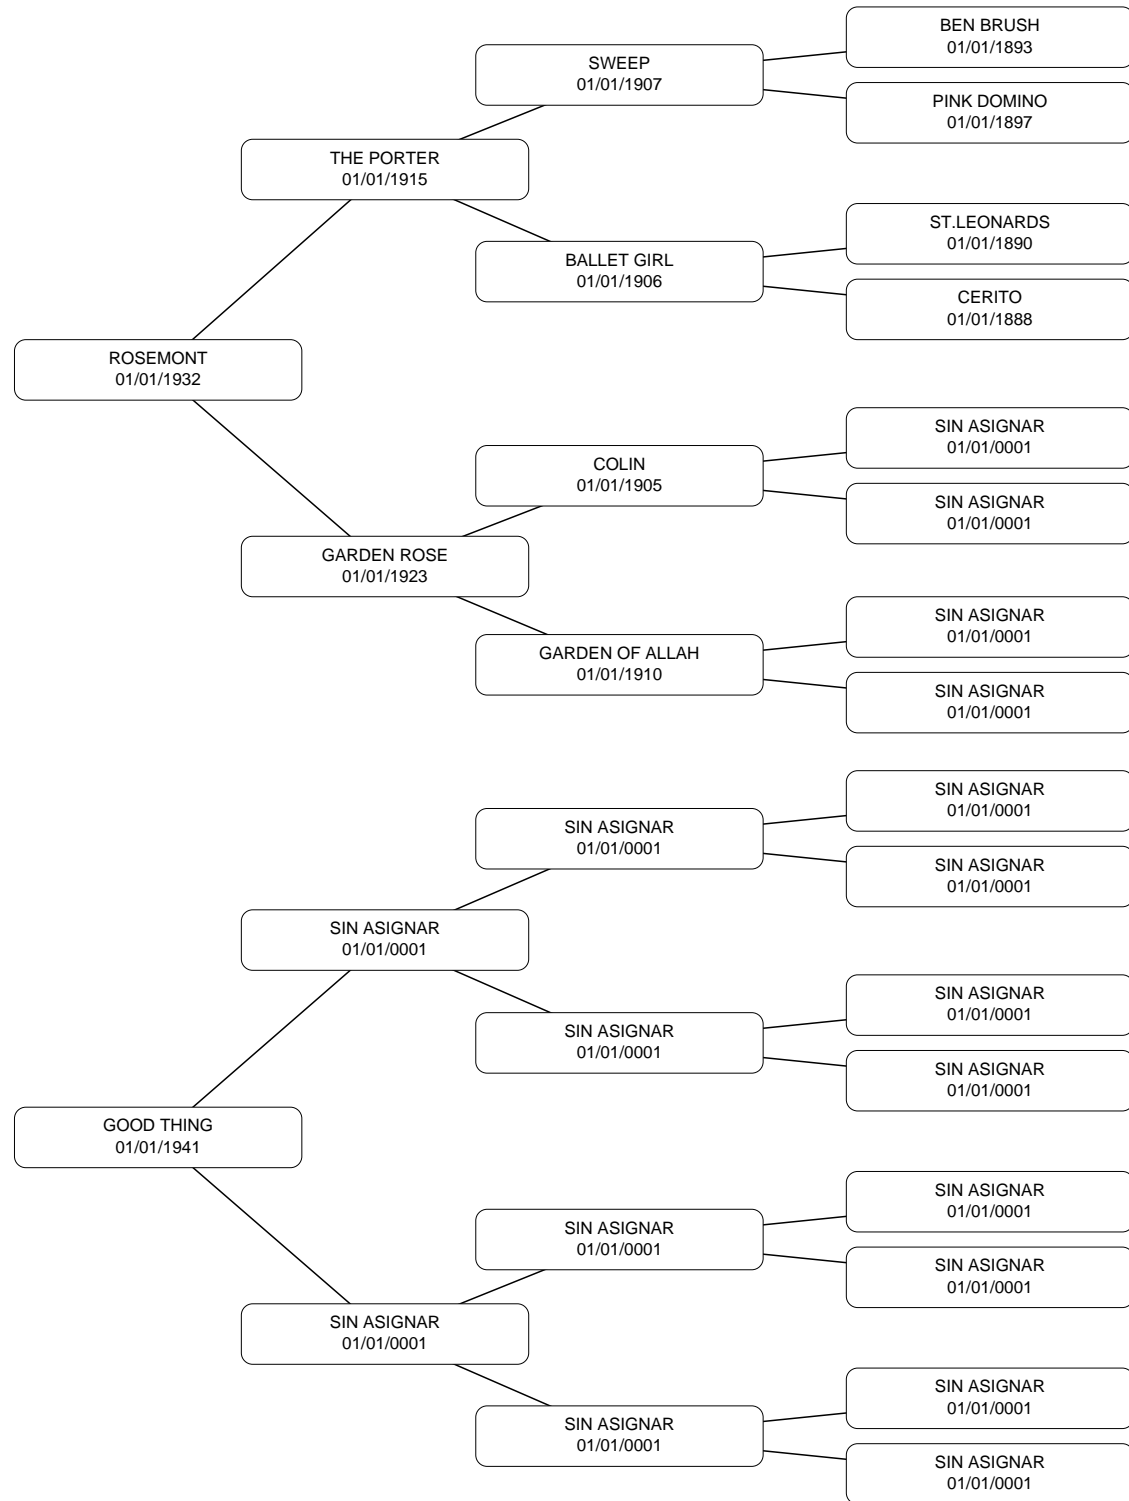 BEN BRUSH
01/01/1893
SWEEP
01/01/1907
PINK DOMINO
01/01/1897
THE PORTER
01/01/1915
ST.LEONARDS
01/01/1890
BALLET GIRL
01/01/1906
CERITO
01/01/1888
ROSEMONT
01/01/1932
SIN ASIGNAR
01/01/0001
COLIN
01/01/1905
SIN ASIGNAR
01/01/0001
GARDEN ROSE
01/01/1923
SIN ASIGNAR
01/01/0001
GARDEN OF ALLAH
01/01/1910
SIN ASIGNAR
01/01/0001
SIN ASIGNAR
01/01/0001
SIN ASIGNAR
01/01/0001
SIN ASIGNAR
01/01/0001
SIN ASIGNAR
01/01/0001
SIN ASIGNAR
01/01/0001
SIN ASIGNAR
01/01/0001
SIN ASIGNAR
01/01/0001
GOOD THING
01/01/1941
SIN ASIGNAR
01/01/0001
SIN ASIGNAR
01/01/0001
SIN ASIGNAR
01/01/0001
SIN ASIGNAR
01/01/0001
SIN ASIGNAR
01/01/0001
SIN ASIGNAR
01/01/0001
SIN ASIGNAR
01/01/0001